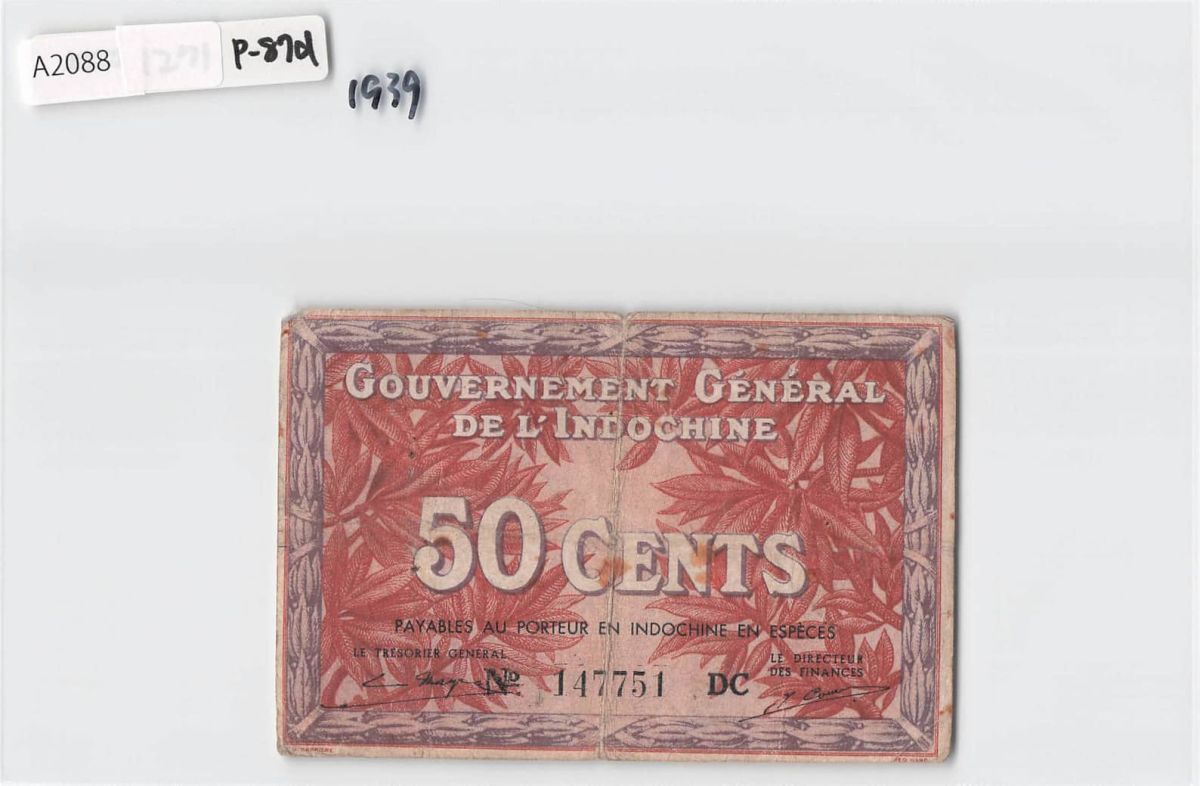 A2088
1271
P-87d
1939
GOUVERNEMENT GÉNÉRAL
DE L'INDOCHINE
50 CENTS
PAYABLES AU PORTEUR EN INDOCHINE EN ESPÈCES
LE TRÉSORIER GÉNÉRAL
LE DIRECTEUR
DES FINANCES
No 147751 DC